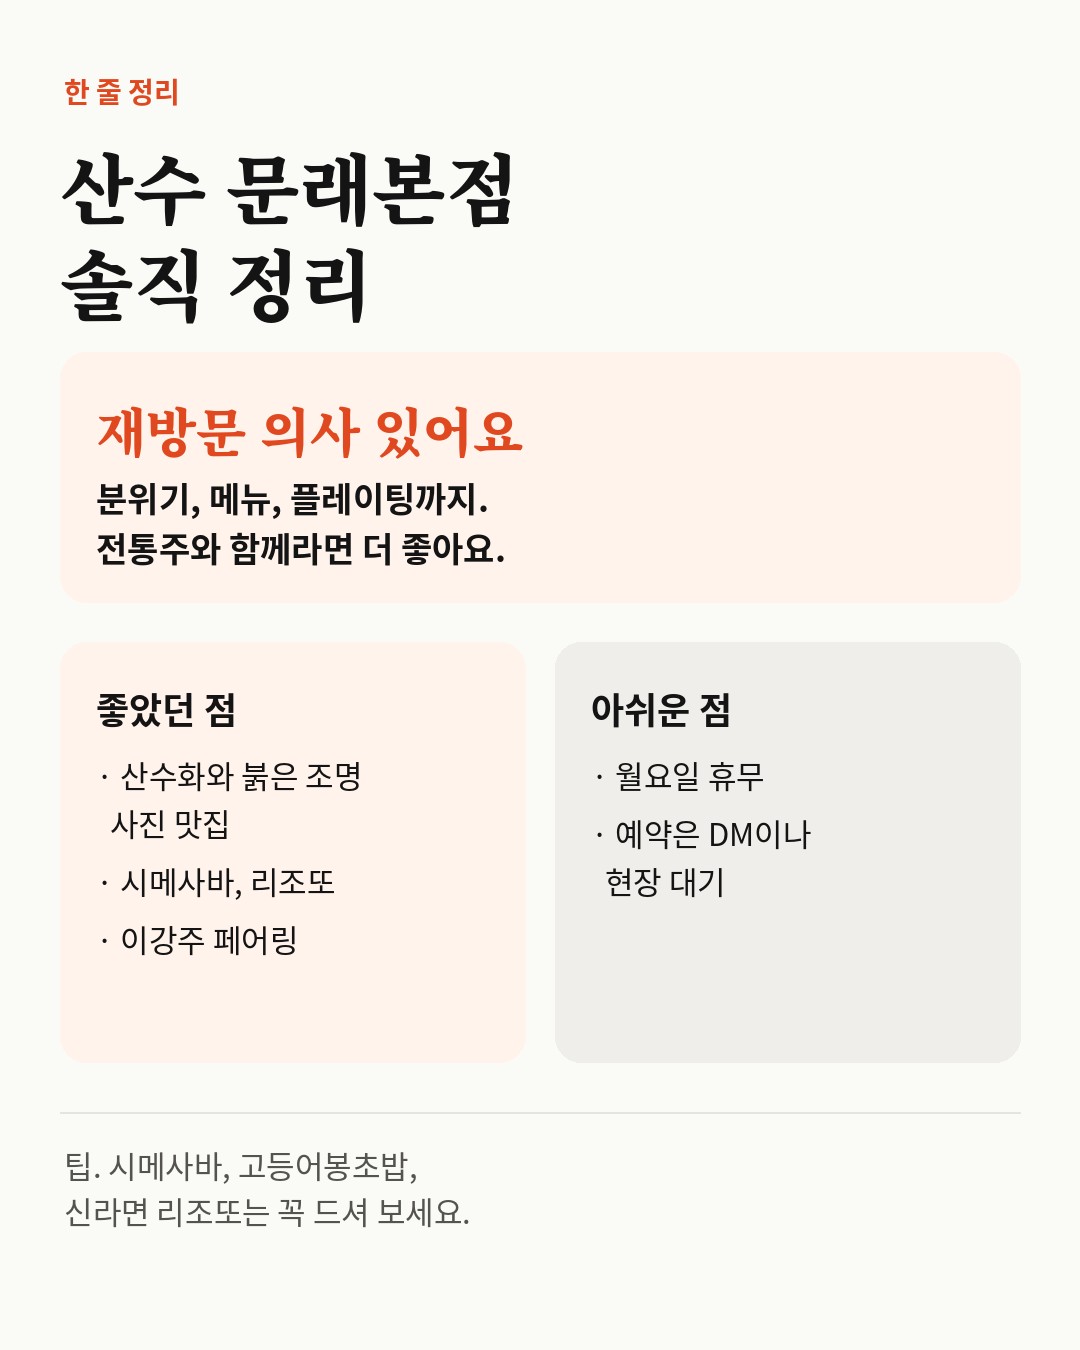 한 줄 정리
산수 문래본점
솔직 정리
재방문 의사 있어요
분위기, 메뉴, 플레이팅까지.
전통주와 함께라면 더 좋아요.
좋았던 점
· 산수화와 붉은 조명
사진 맛집
· 시메사바, 리조또
· 이강주 페어링
아쉬운 점
· 월요일 휴무
· 예약은 DM이나
현장 대기
팁. 시메사바, 고등어봉초밥,
신라면 리조또는 꼭 드셔 보세요.